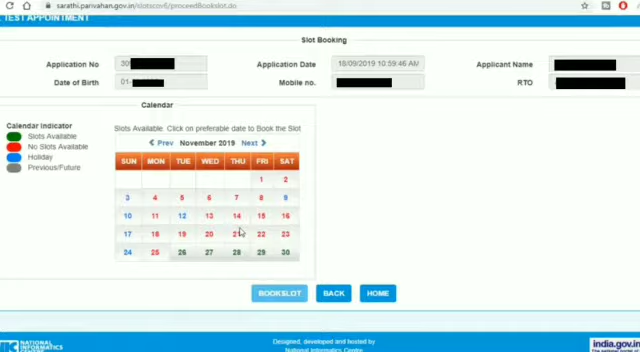 sarathi.parivahan.gov.in/slotscov6/proceedBookslot.do
TEST APPOINTMENT
Slot Booking
Application No 30 Application Date 18/09/2019 10:59:46 AM Applicant Name
Date of Birth 01- Mobile no. RTO
Calendar
Calendar Indicator
Slots Available
No Slots Available
Holiday
Previous/Future
Slots Available. Click on preferable date to Book the Slot
Prev November 2019 Next
SUN MON TUE WED THU FRI SAT
1 2
3 4 5 6 7 8 9
10 11 12 13 14 15 16
17 18 19 20 21 22 23
24 25 26 27 28 29 30
BOOKSLOT BACK HOME
NATIONAL
INFORMATICS
Designed, developed and hosted by
National Informatics Centre
india.gov.in